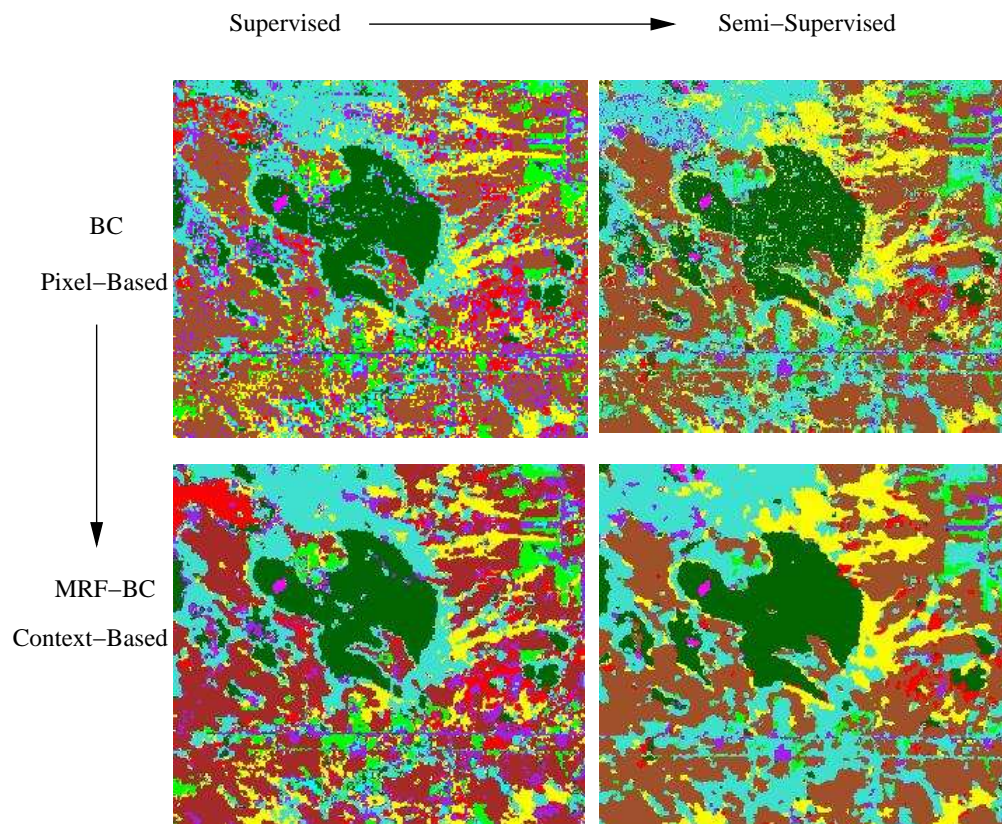 Supervised
Semi–Supervised
BC
Pixel–Based
MRF–BC
Context–Based